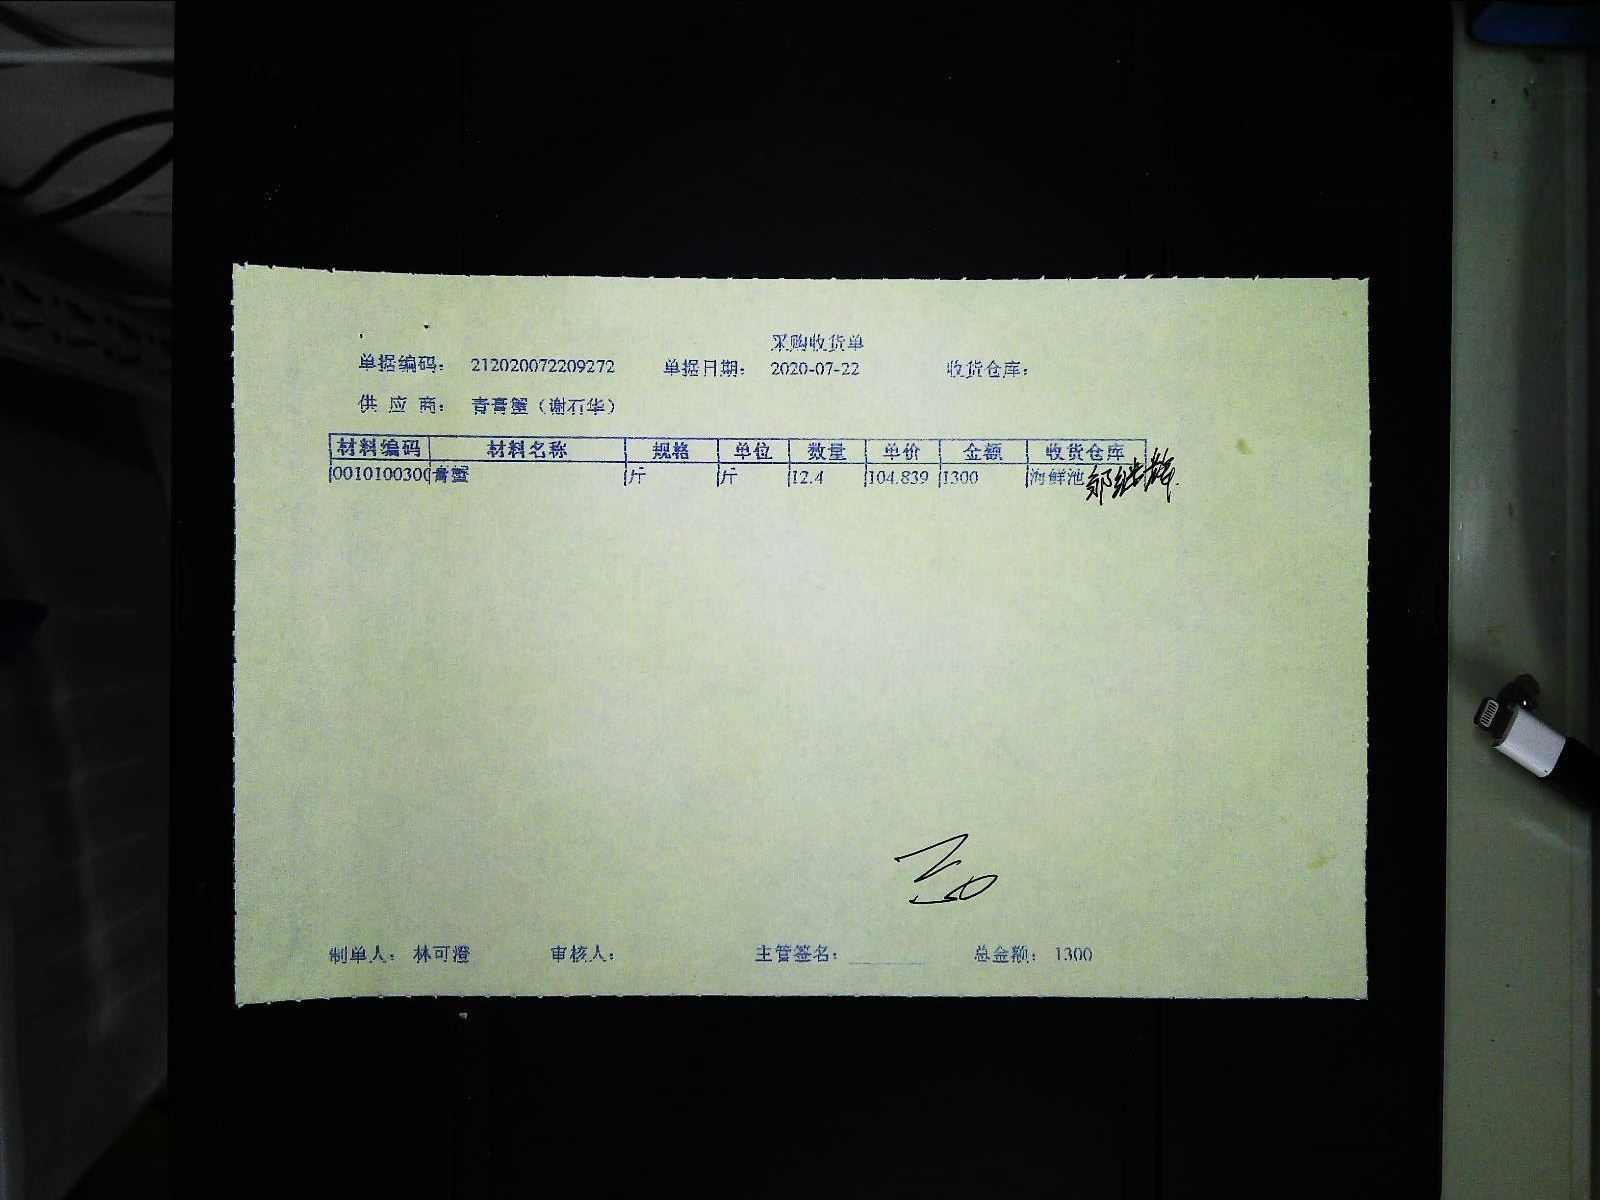 采购收货单
单据编码： 212020072209272 单据日期： 2020-07-22 收货仓库：
供 应 商： 青膏蟹（谢石华）
材料编码 材料名称 规格 单位 数量 单价 金额 收货仓库
0010100300 膏蟹 斤 斤 12.4 104.839 1300 海鲜池
制单人： 林可澄 审核人： 主管签名： 总金额： 1300